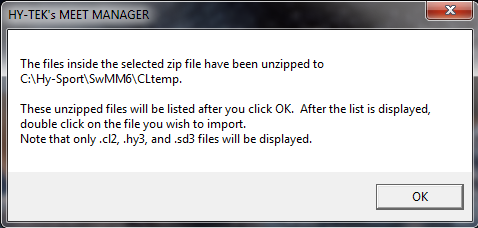 HY-TEK's MEET MANAGER
The files inside the selected zip file have been unzipped to
C:\Hy-Sport\SwMM6\CLtemp.
These unzipped files will be listed after you click OK.  After the list is displayed,
double click on the file you wish to import.
Note that only .cl2, .hy3, and .sd3 files will be displayed.
OK